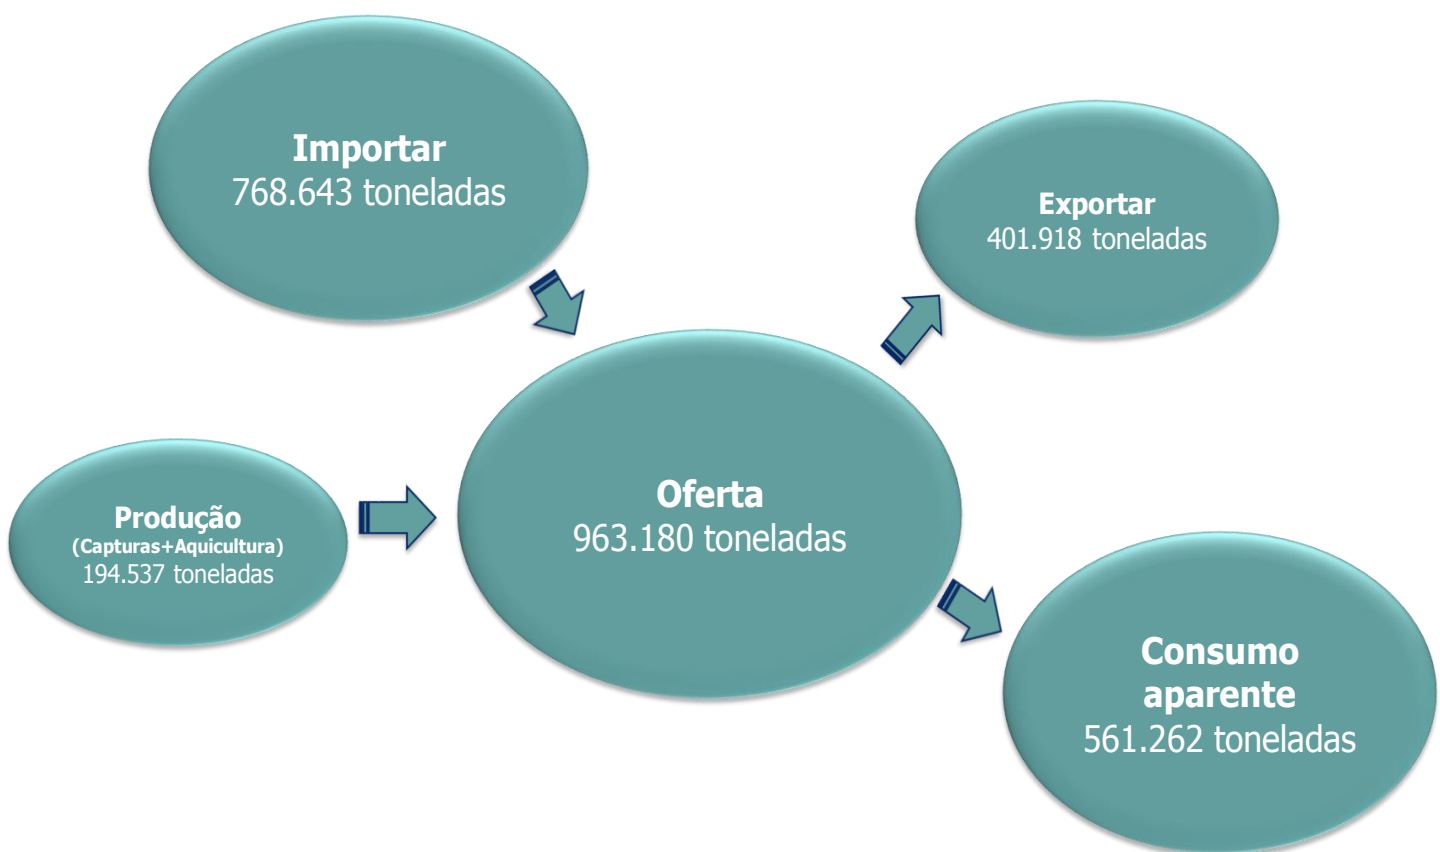 Importar
768.643 toneladas
Exportar
401.918 toneladas
Oferta
963.180 toneladas
Produção
(Capturas+Aquicultura)
194.537 toneladas
Consumo
aparente
561.262 toneladas